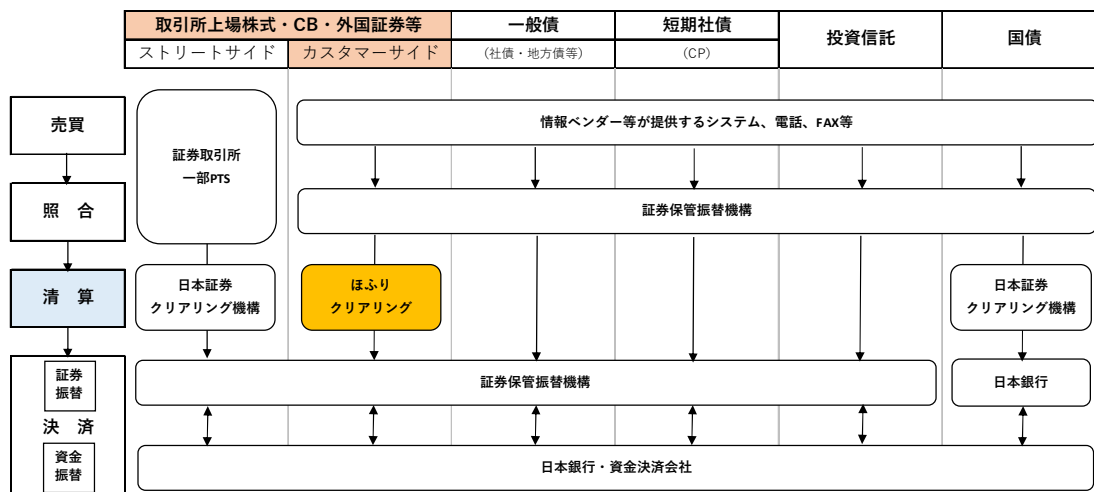 取引所上場株式・CB・外国証券等
一般債
短期社債
投資信託
国債
ストリートサイド
カスタマーサイド
(社債・地方債等)
(CP)
売買
証券取引所
一部PTS
情報ベンダー等が提供するシステム、電話、FAX等
照 合
証券保管振替機構
清 算
日本証券
クリアリング機構
ほふり
クリアリング
日本証券
クリアリング機構
証券
振替
証券保管振替機構
日本銀行
決 済
資金
振替
日本銀行・資金決済会社